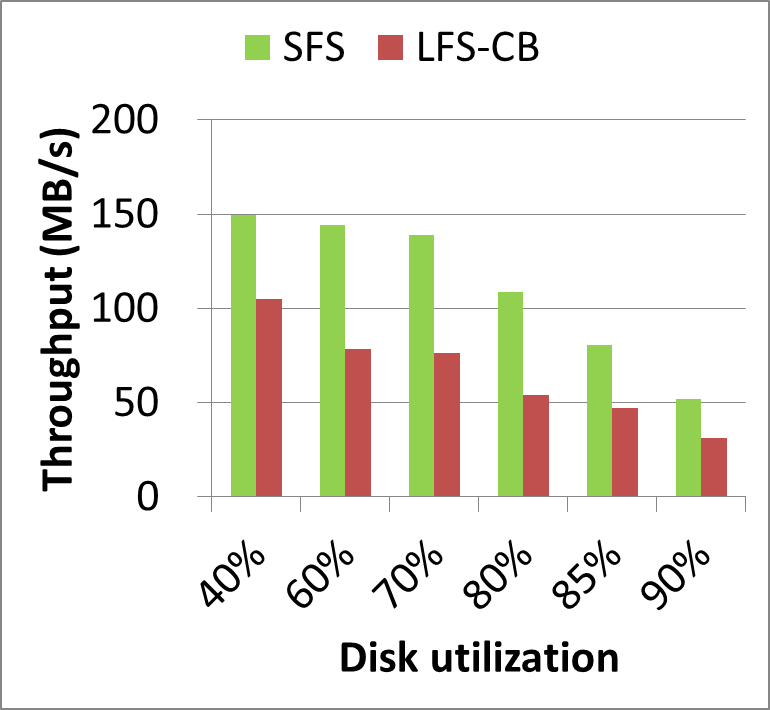 SFS LFS-CB
200
150
100
50
0
Throughput (MB/s)
40% 60% 70% 80% 85% 90%
Disk utilization